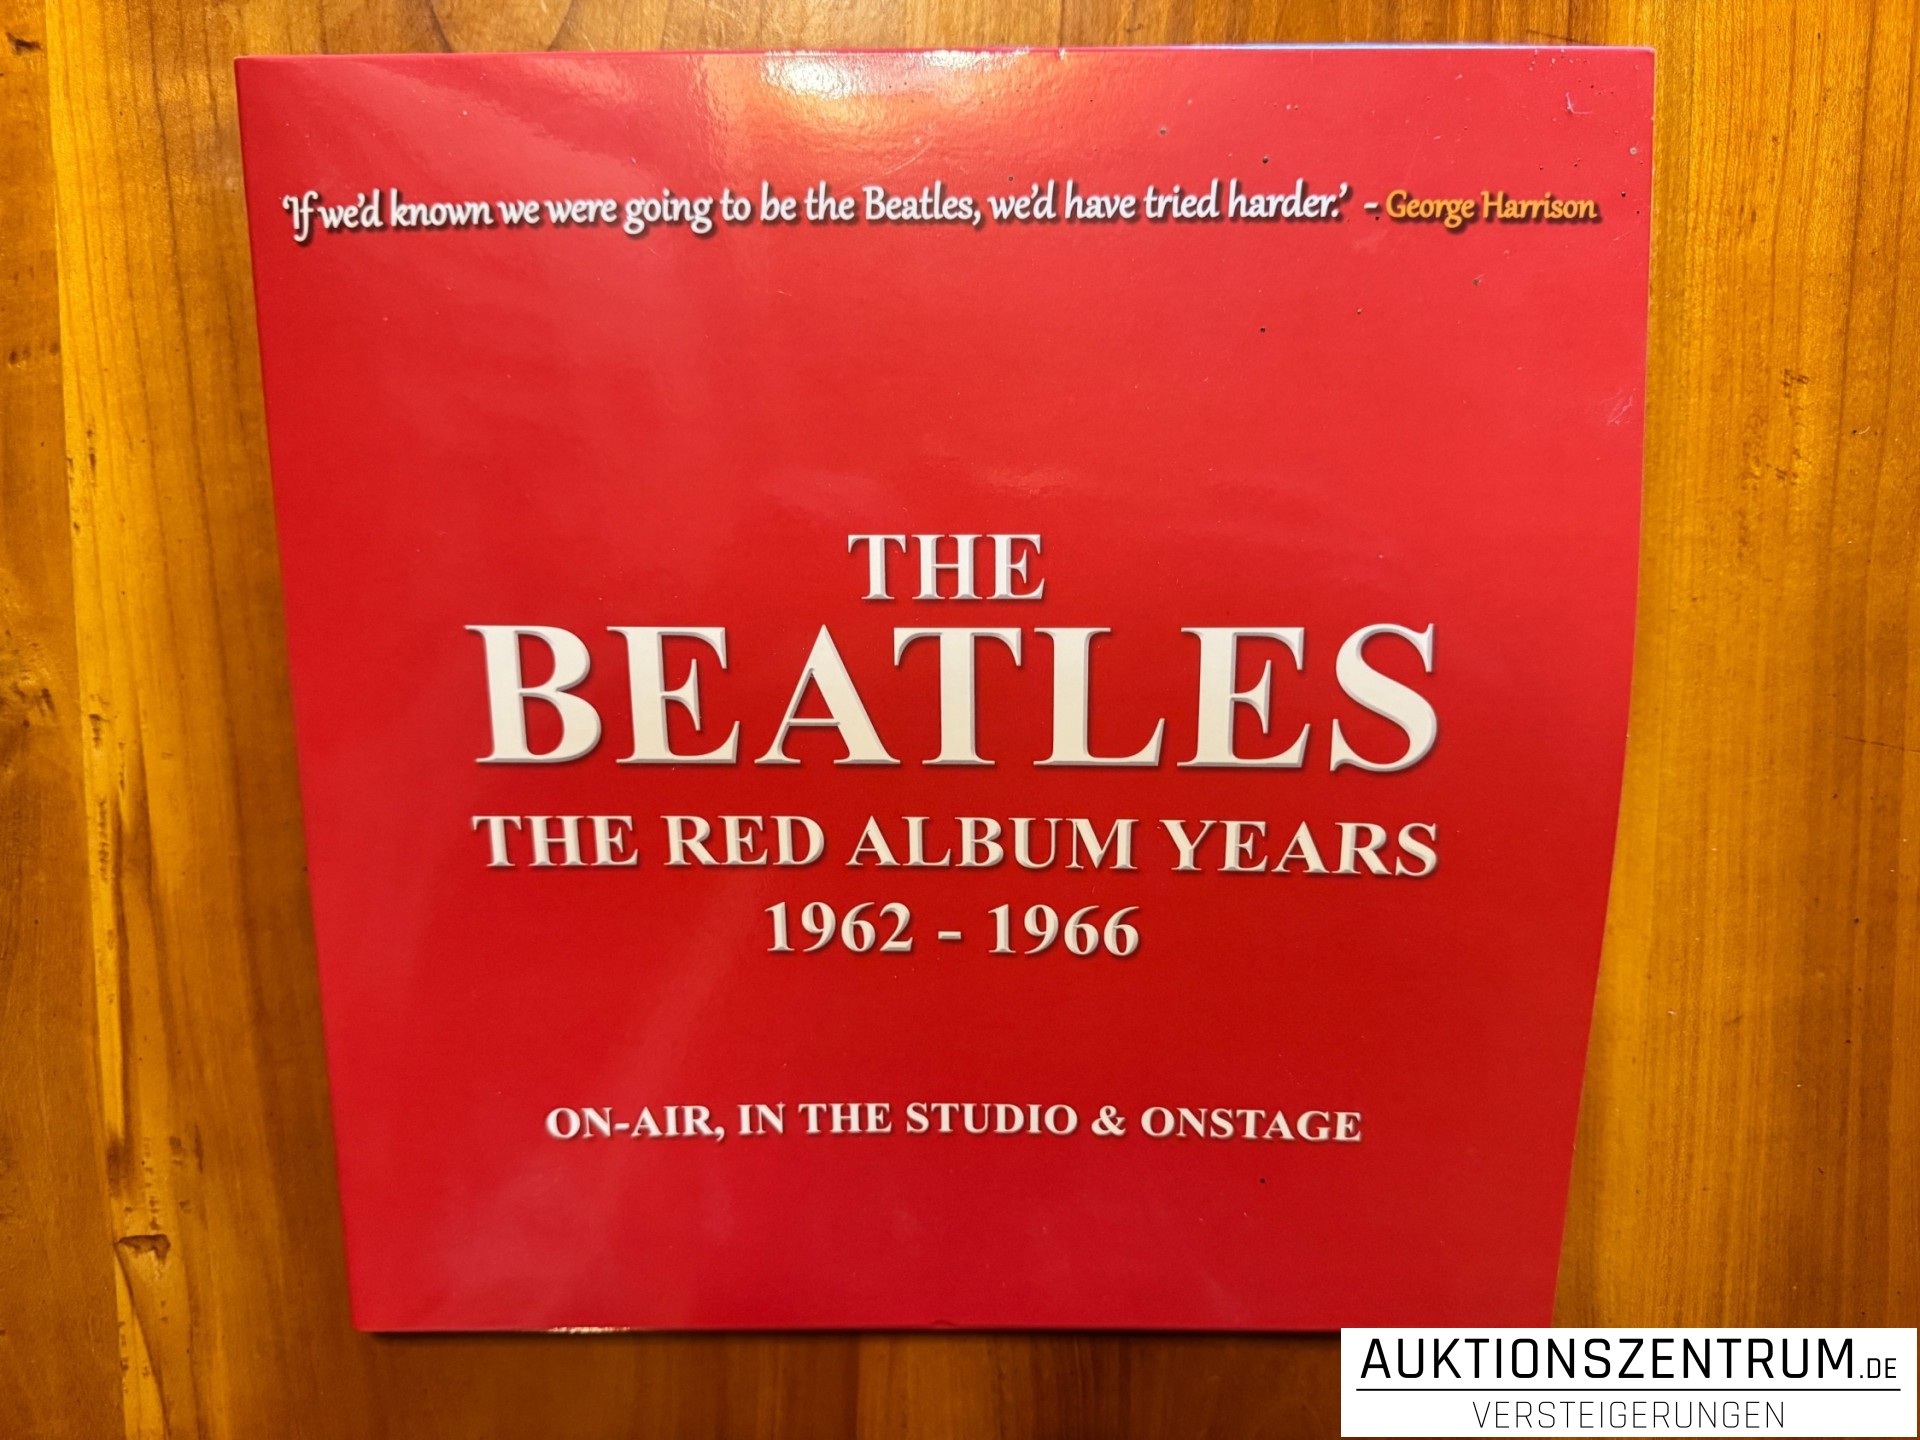 ‘If we’d known we were going to be the Beatles, we’d have tried harder.’ - George Harrison
THE
BEATLES
THE RED ALBUM YEARS
1962 - 1966
ON-AIR, IN THE STUDIO & ONSTAGE
AUKTIONSZENTRUM.DE
VERSTEIGERUNGEN